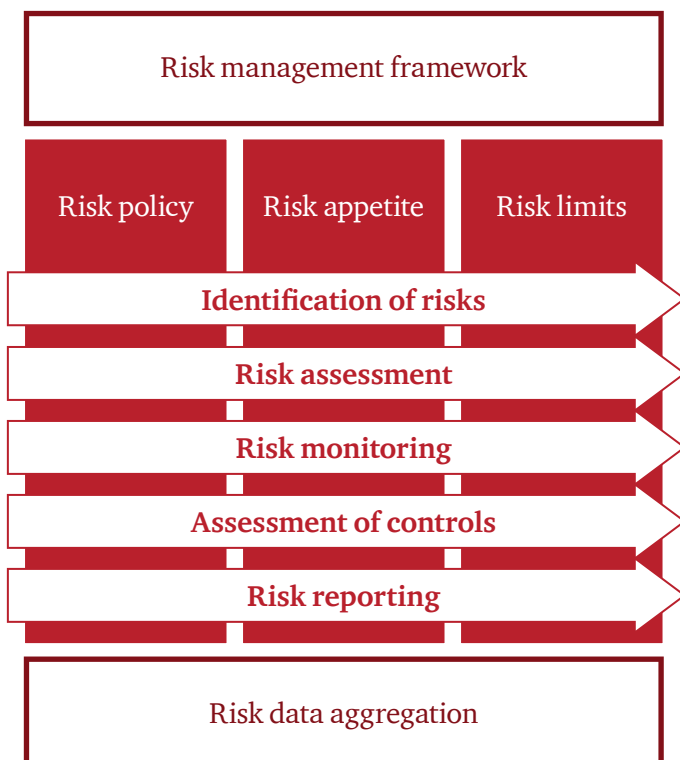 Risk management framework
Risk policy
Risk appetite
Risk limits
Identification of risks
Risk assessment
Risk monitoring
Assessment of controls
Risk reporting
Risk data aggregation